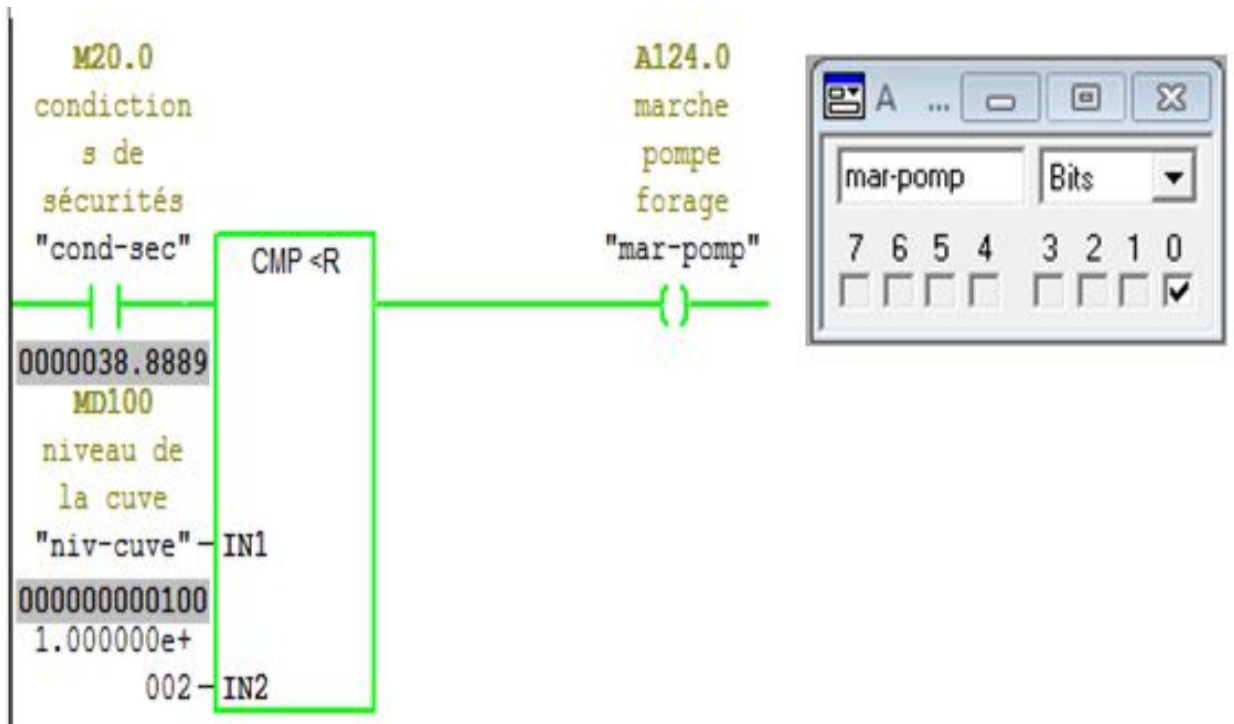 M20.0
condiction
s de
sécurités
"cond-sec"
CMP <R
0000038.8889
MD100
niveau de
la cuve
"niv-cuve"
IN1
000000000100
1.000000e+
002
IN2
A124.0
marche
pompe
forage
"mar-pomp"
A ...
mar-pomp Bits
7 6 5 4 3 2 1 0